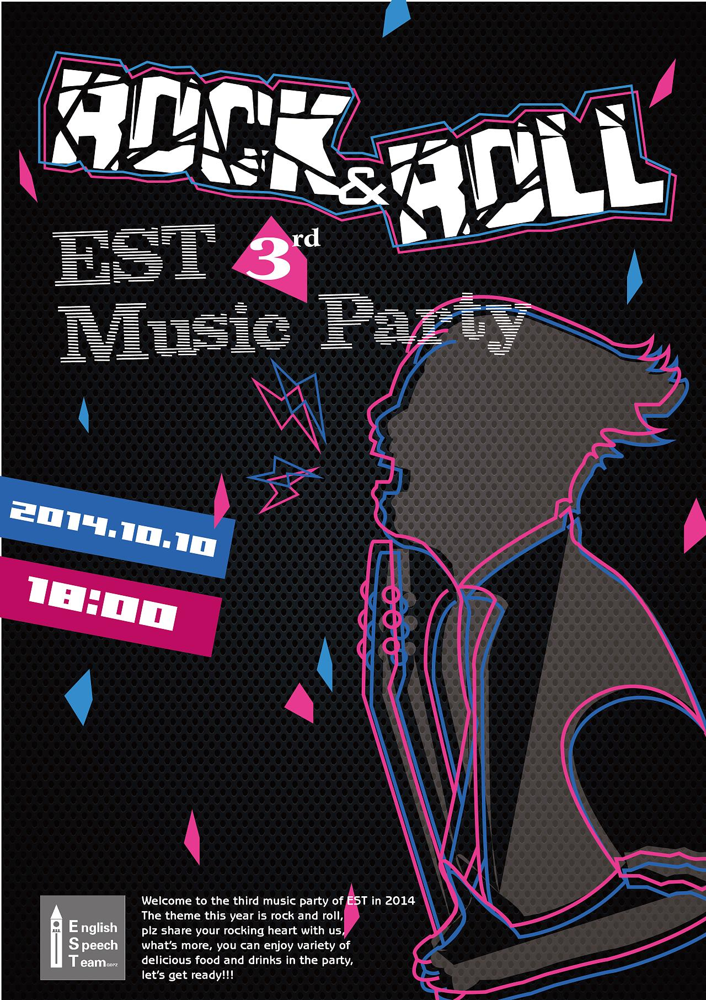 ROCK & ROLL
EST 3rd
Music Party
2014.10.10
18:00
Welcome to the third music party of EST in 2014
The theme this year is rock and roll,
plz share your rocking heart with us,
what's more, you can enjoy variety of
delicious food and drinks in the party,
let's get ready!!!
English
Speech
Team GDPZ